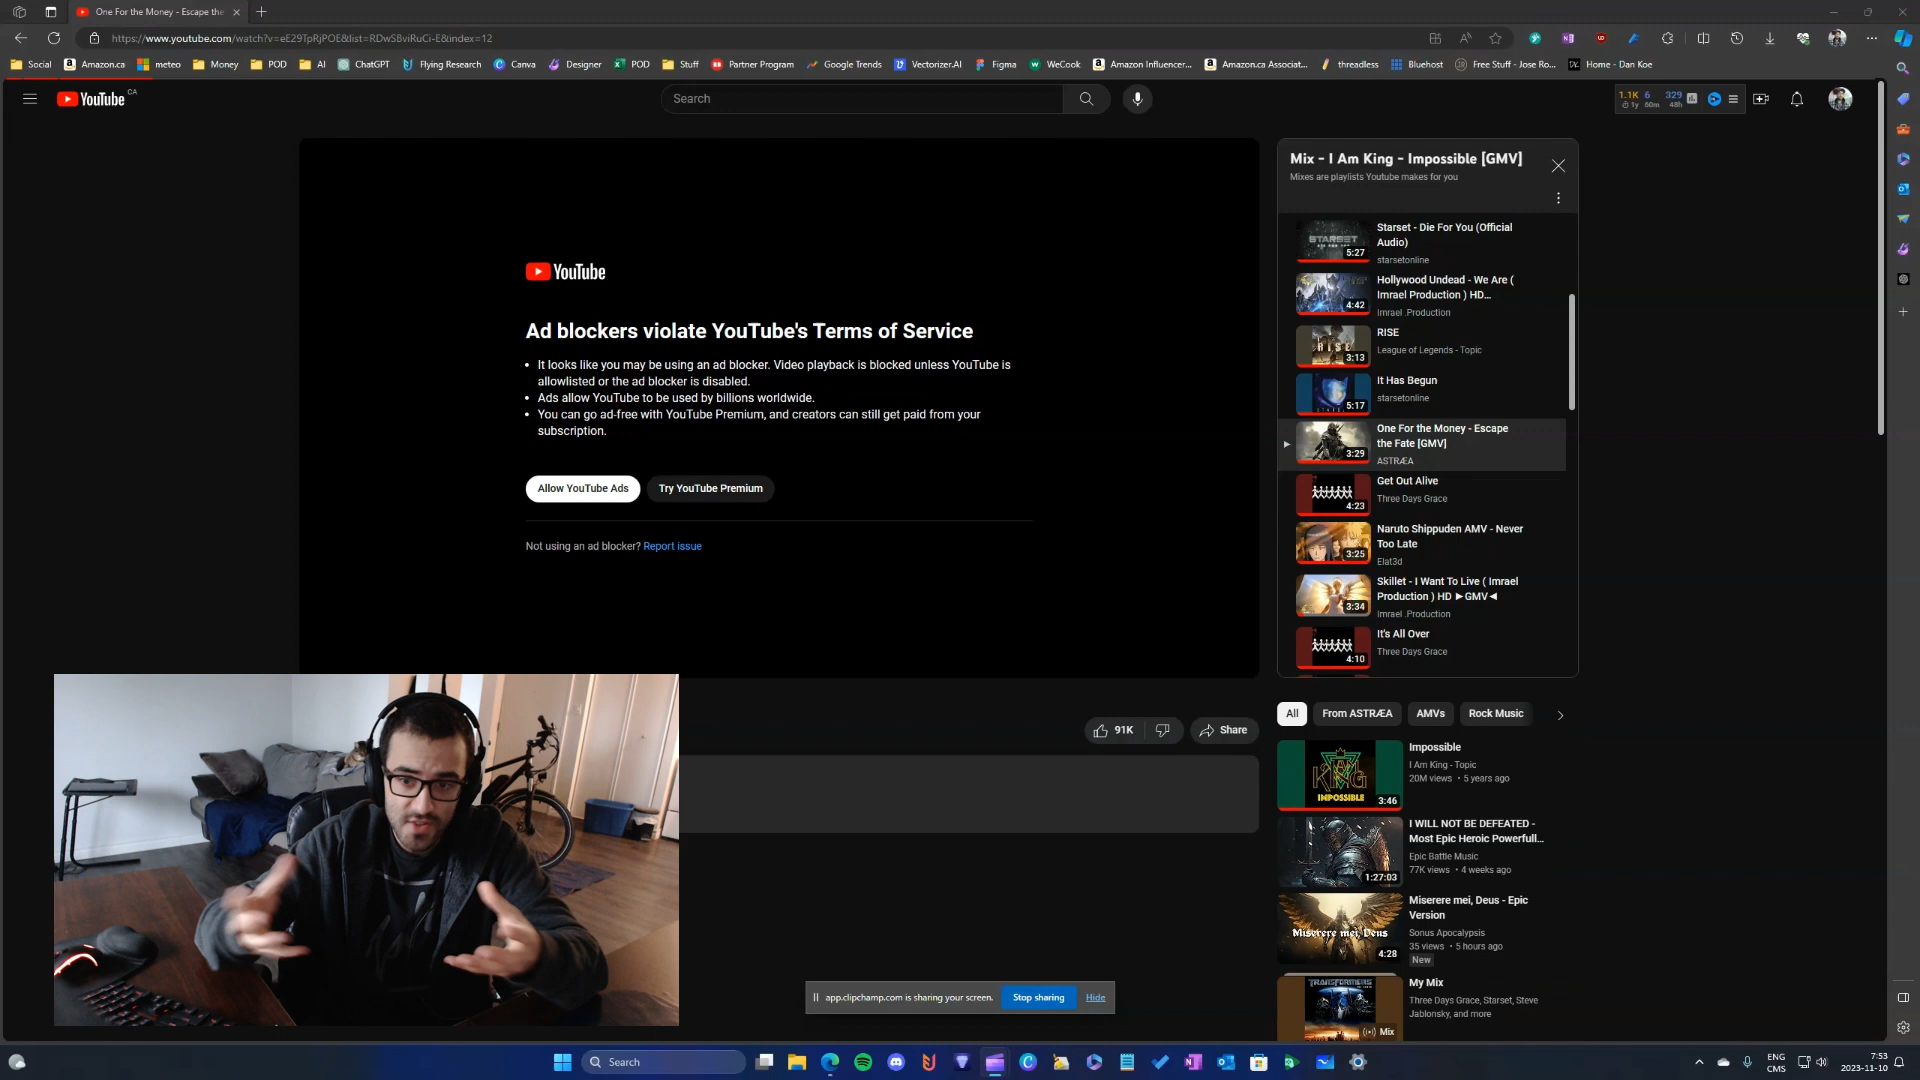 One For the Money - Escape the
https://www.youtube.com/watch?v=eE29TpRjPOE&list=RDwSBviRuCi-E&index=12
Social
Amazon.ca
meteo
Money
POD
AI
ChatGPT
Flying Research
Canva
Designer
POD
Stuff
Partner Program
Google Trends
Vectorizer.AI
Figma
WeCook
Amazon Influencer...
Amazon.ca Associat...
threadless
Bluehost
Free Stuff - Jose Ro...
Home - Dan Koe
YouTube CA
Search
1.1K 6 329
1y 60m 48h
YouTube
Ad blockers violate YouTube's Terms of Service
• It looks like you may be using an ad blocker. Video playback is blocked unless YouTube is
allowlisted or the ad blocker is disabled.
• Ads allow YouTube to be used by billions worldwide.
• You can go ad-free with YouTube Premium, and creators can still get paid from your
subscription.
Allow YouTube Ads
Try YouTube Premium
Not using an ad blocker? Report issue
Mix - I Am King - Impossible [GMV]
Mixes are playlists Youtube makes for you
STARSET
5:27
Starset - Die For You (Official
Audio)
starsetonline
4:42
Hollywood Undead - We Are (
Imrael Production ) HD...
Imrael .Production
RISE
3:13
RISE
League of Legends - Topic
5:17
It Has Begun
starsetonline
3:29
One For the Money - Escape
the Fate [GMV]
ASTRÆA
4:23
Get Out Alive
Three Days Grace
3:25
Naruto Shippuden AMV - Never
Too Late
Elat3d
3:34
Skillet - I Want To Live ( Imrael
Production ) HD ►GMV◄
Imrael .Production
4:10
It's All Over
Three Days Grace
91K
Share
All
From ASTRÆA
AMVs
Rock Music
KING
IMPOSSIBLE
3:46
Impossible
I Am King - Topic
20M views • 5 years ago
1:27:03
I WILL NOT BE DEFEATED -
Most Epic Heroic Powerfull...
Epic Battle Music
77K views • 4 weeks ago
Miserere mei, Deus
4:28
Miserere mei, Deus - Epic
Version
Sonus Apocalypsis
35 views • 5 hours ago
New
TRANSFORMERS
Mix
My Mix
Three Days Grace, Starset, Steve
Jablonsky, and more
app.clipchamp.com is sharing your screen.
Stop sharing
Hide
Search
ENG
CMS
7:53
2023-11-10